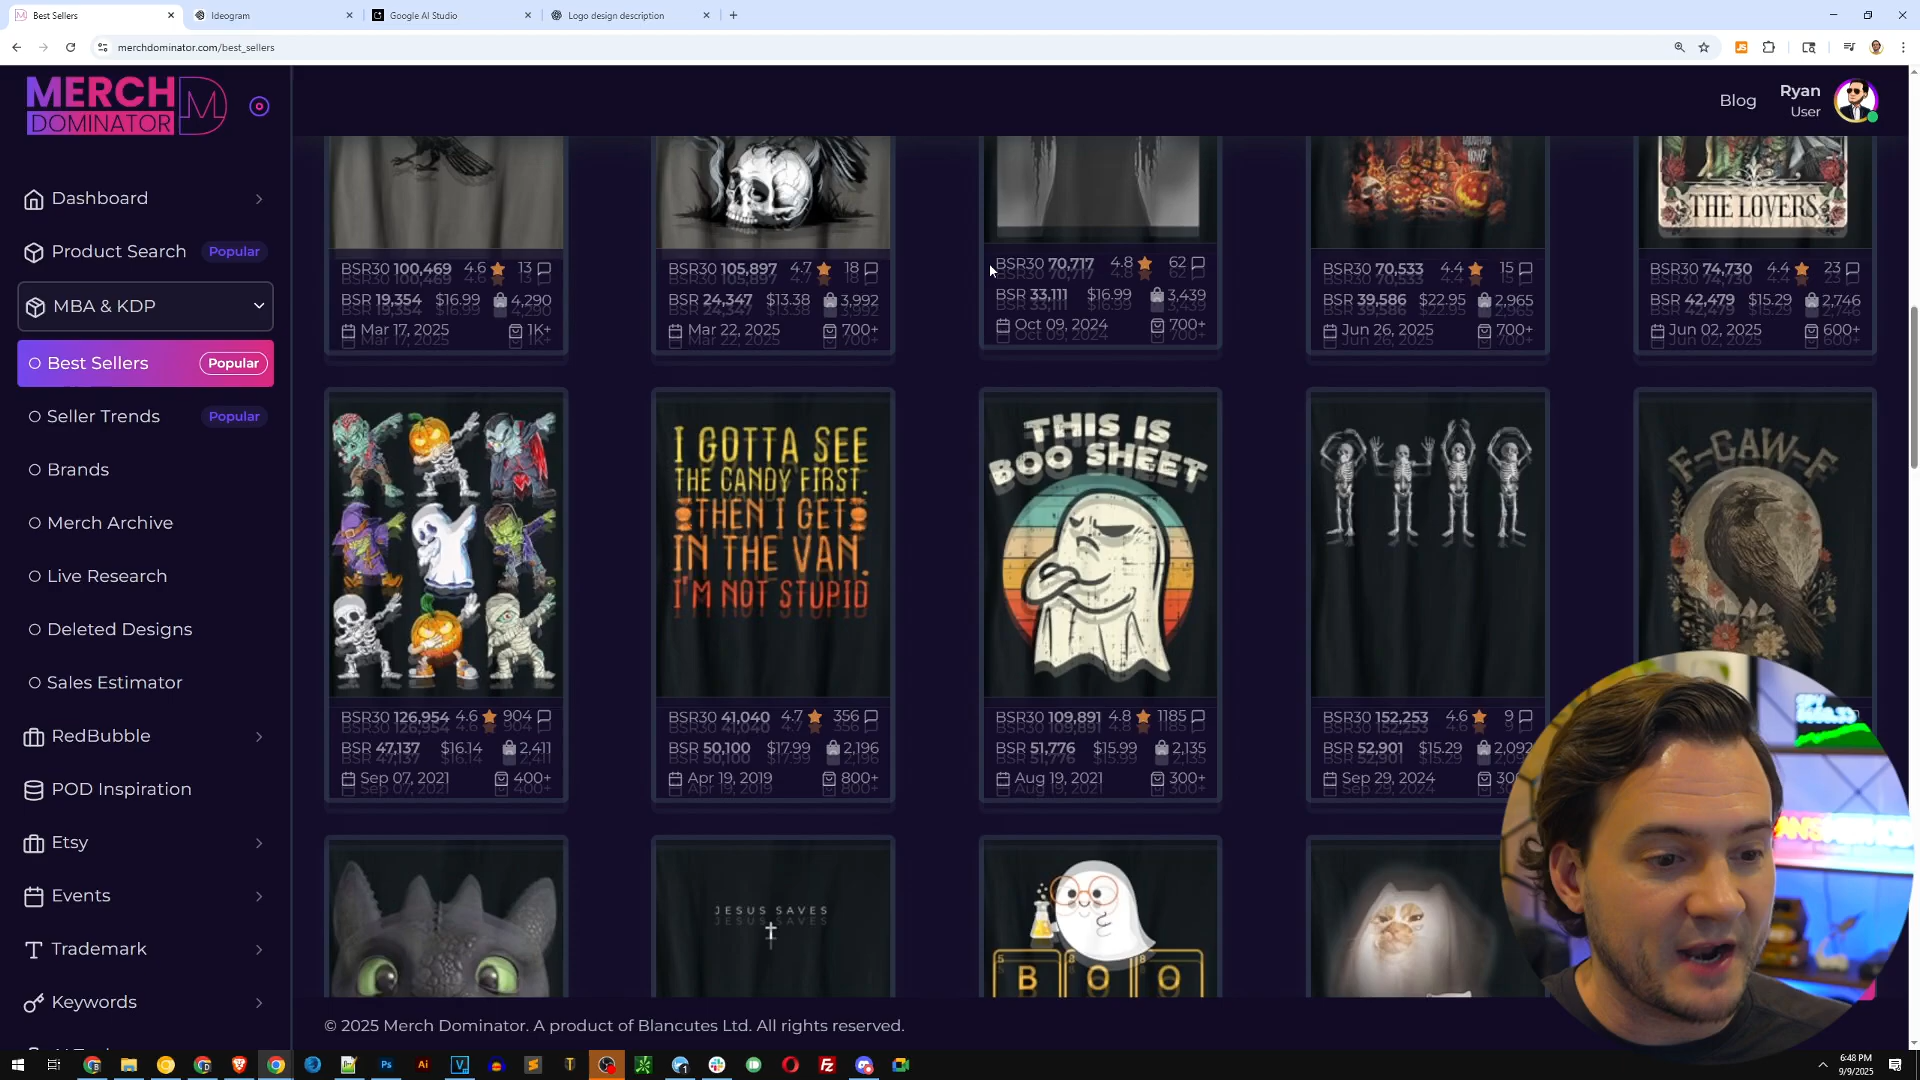 Best Sellers
Ideogram
Google AI Studio
Logo design description
merchdominator.com/best_sellers
MERCH
DOMINATOR
Blog
Ryan
User
Dashboard
Product Search
Popular
MBA & KDP
Best Sellers
Popular
Seller Trends
Popular
Brands
Merch Archive
Live Research
Deleted Designs
Sales Estimator
RedBubble
POD Inspiration
Etsy
Events
Trademark
Keywords
THE LOVERS
BSR30 100,469 4.6 13
BSR 19,354 $16.99 4,290
Mar 17, 2025 1K+
BSR30 105,897 4.7 18
BSR 24,347 $13.38 3,992
Mar 22, 2025 700+
BSR30 70,717 4.8 62
BSR 33,111 $16.99 3,439
Oct 09, 2024 700+
BSR30 70,533 4.4 15
BSR 39,586 $22.95 2,965
Jun 26, 2025 700+
BSR30 74,730 4.4 23
BSR 42,479 $15.29 2,746
Jun 02, 2025 600+
I GOTTA SEE
THE CANDY FIRST.
THEN I GET
IN THE VAN.
I'M NOT STUPID
THIS IS
BOO SHEET
F-CAW-F
BSR30 126,954 4.6 904
BSR 47,137 $16.14 2,411
Sep 07, 2021 400+
BSR30 41,040 4.7 356
BSR 50,100 $17.99 2,196
Apr 19, 2019 800+
BSR30 109,891 4.8 1185
BSR 51,776 $15.99 2,135
Aug 19, 2021 300+
BSR30 152,253 4.6 9
BSR 52,901 $15.29 2,092
Sep 29, 2024
JESUS SAVES
5 8 8
B O O
© 2025 Merch Dominator. A product of Blancutes Ltd. All rights reserved.
6:48 PM
9/9/2025